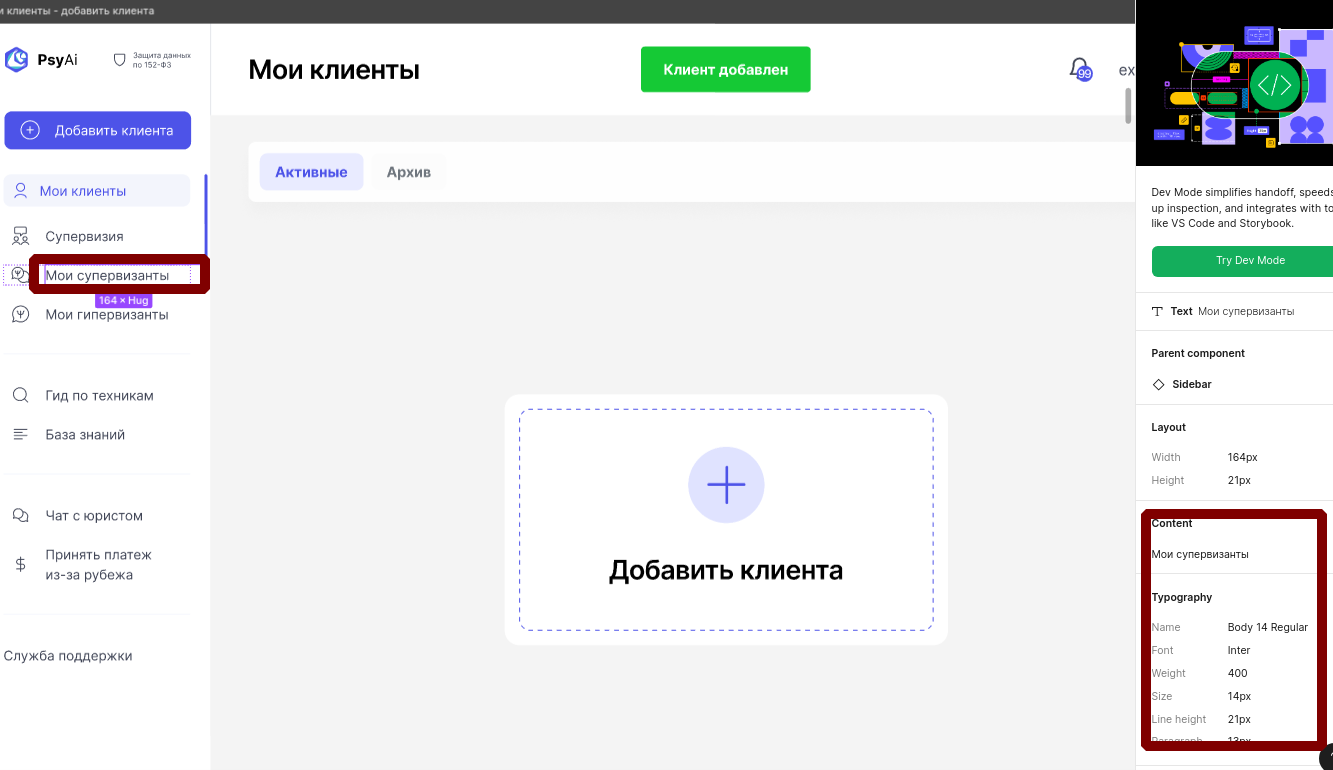 и клиенты - добавить клиента
PsyAi
Защита данных
по 152-ФЗ
Добавить клиента
Мои клиенты
Супервизия
Мои супервизанты
164 × Hug
Мои гипервизанты
Гид по техникам
База знаний
Чат с юристом
Принять платеж
из-за рубежа
Служба поддержки
Мои клиенты
Клиент добавлен
99
ex
Активные
Архив
Добавить клиента
Dev Mode simplifies handoff, speeds
up inspection, and integrates with to
like VS Code and Storybook.
Try Dev Mode
Text Мои супервизанты
Parent component
Sidebar
Layout
Width 164px
Height 21px
Content
Мои супервизанты
Typography
Name Body 14 Regular
Font Inter
Weight 400
Size 14px
Line height 21px
Paragraph 13px